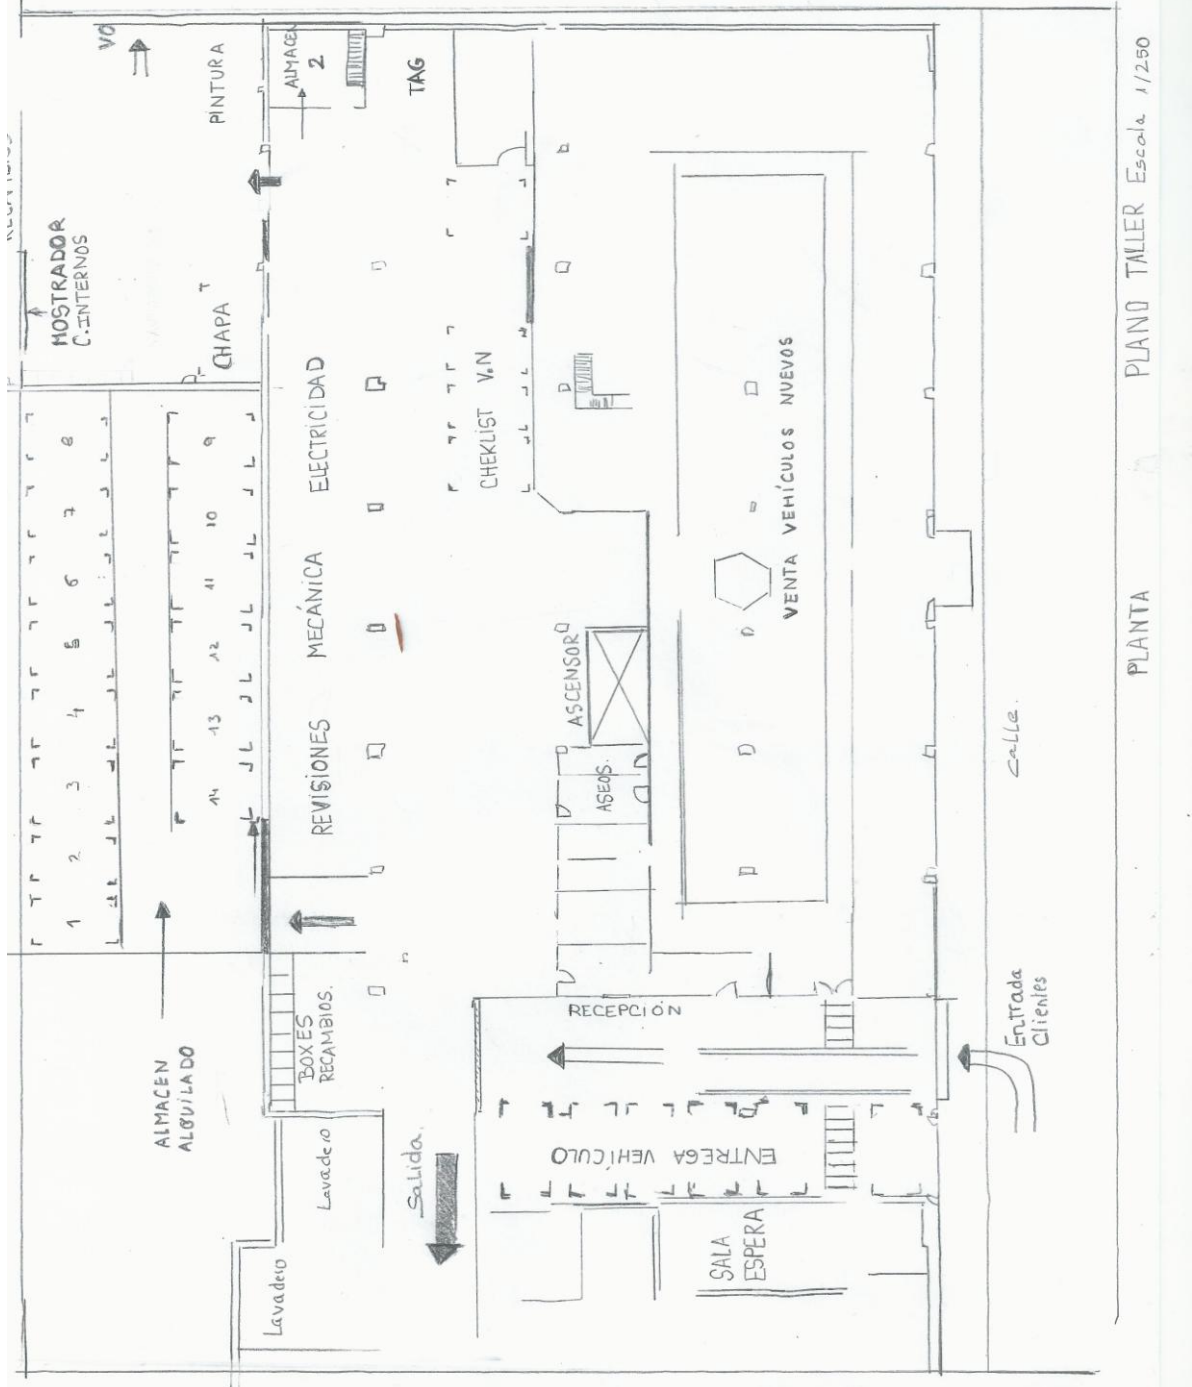 VO
PINTURA
ALMACEN
2
TAG
MOSTRADOR
C.INTERNOS
CHAPA
1
2
3
4
5
6
7
8
9
10
11
12
13
14
REVISIONES
MECÁNICA
ELECTRICIDAD
CHEKLIST V.N
VENTA VEHÍCULOS NUEVOS
ASCENSOR
ASEOS.
ALMACEN
ALQUILADO
BOXES
RECAMBIOS.
RECEPCIÓN
ENTREGA VEHÍCULO
Lavadero
Lavadero
Salida.
SALA
ESPERA
Entrada
Clientes
Calle.
PLANTA
PLANO TALLER Escala 1/250